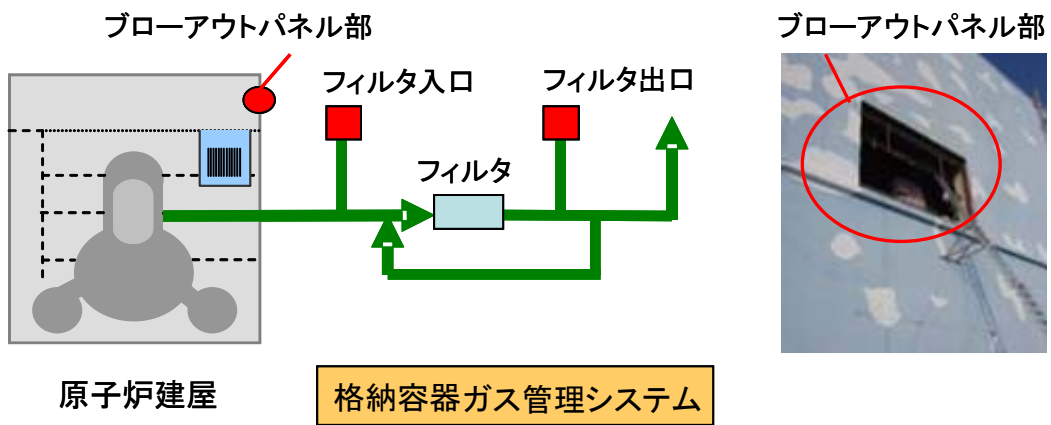 ブローアウトパネル部
ブローアウトパネル部
フィルタ入口
フィルタ出口
フィルタ
原子炉建屋
格納容器ガス管理システム